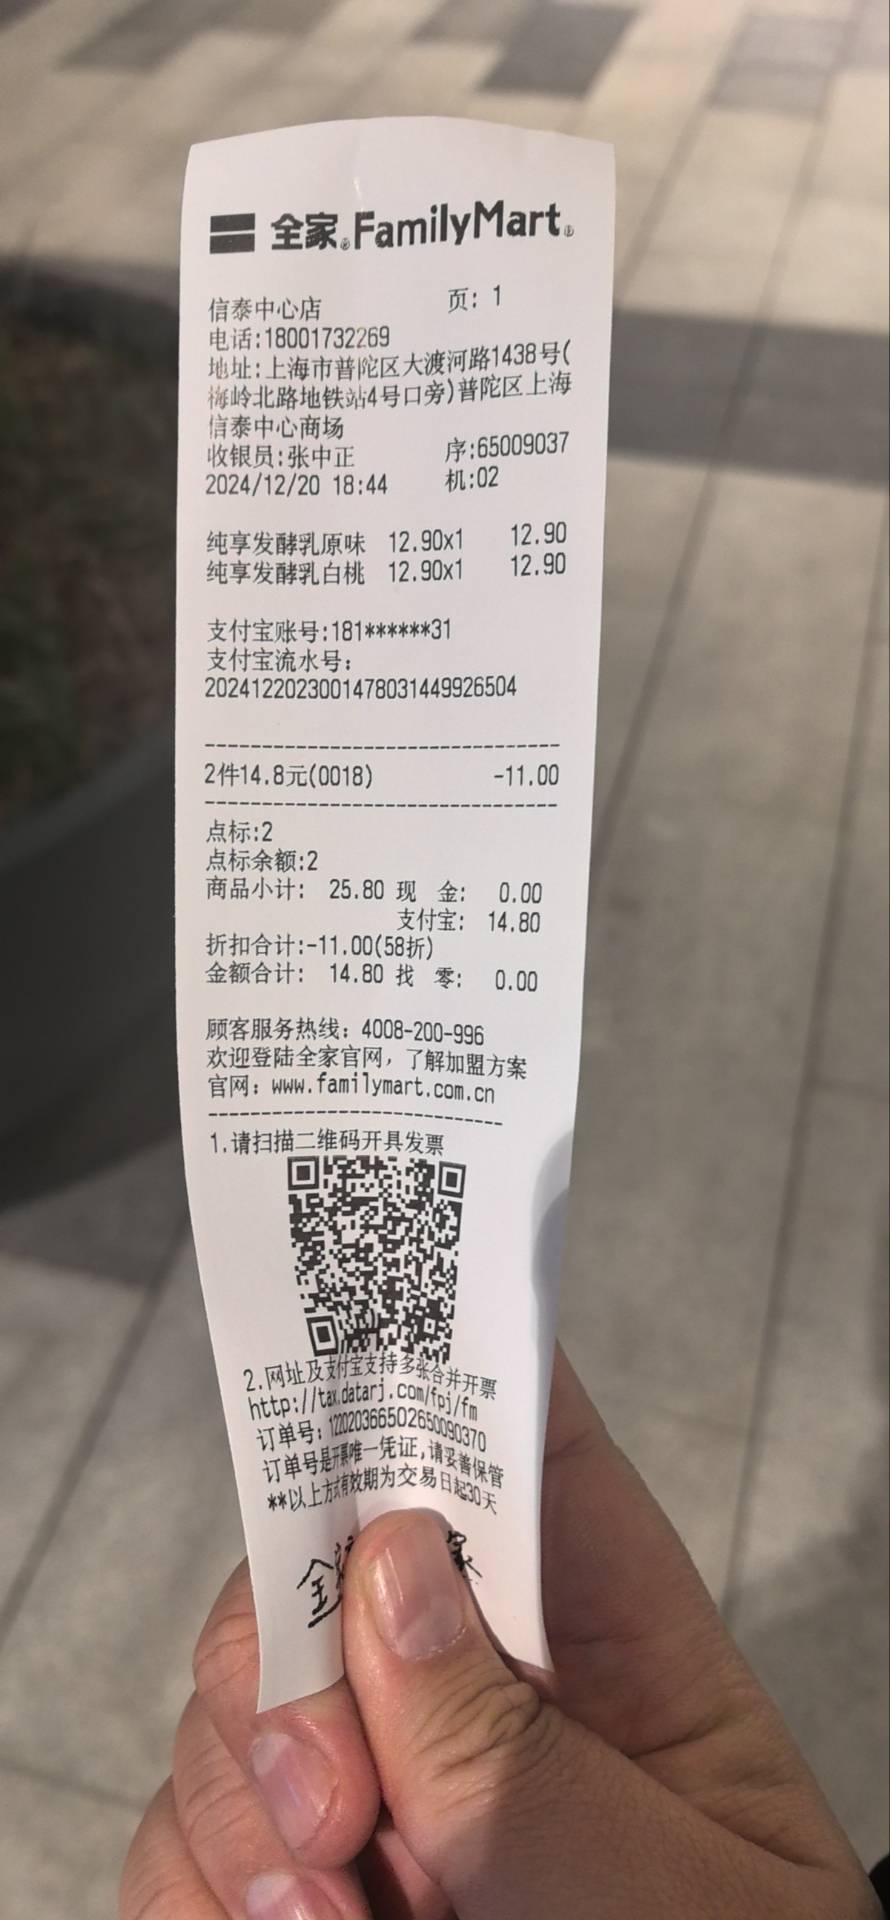 全家 FamilyMart
信泰中心店 页: 1
电话:18001732269
地址:上海市普陀区大渡河路1438号(
梅岭北路地铁站4号口旁)普陀区上海
信泰中心商场
收银员:张中正 序:65009037
2024/12/20 18:44 机:02
纯享发酵乳原味 12.90x1 12.90
纯享发酵乳白桃 12.90x1 12.90
支付宝账号:181******31
支付宝流水号:
2024122023001478031449926504
2件14.8元(0018) -11.00
点标:2
点标余额:2
商品小计: 25.80 现 金: 0.00
支付宝: 14.80
折扣合计:-11.00(58折)
金额合计: 14.80 找 零: 0.00
顾客服务热线: 4008-200-996
欢迎登陆全家官网,了解加盟方案
官网: www.familymart.com.cn
1.请扫描二维码开具发票
2.网址及支付宝支持多张合并开票
http://tax.datarj.com/fpj/fm
订单号: 122020366502650090370
订单号是开票唯一凭证,请妥善保管
**以上方式有效期为交易日起30天
全家